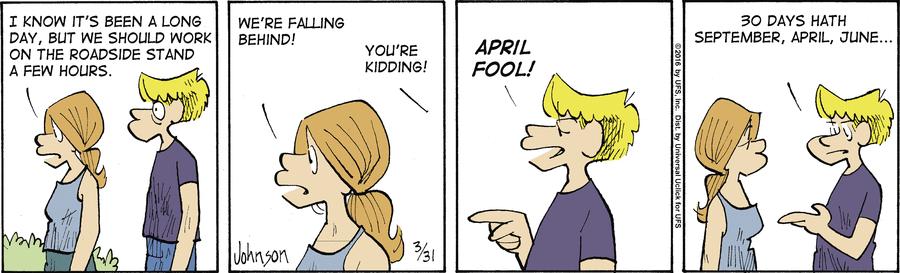 I KNOW IT'S BEEN A LONG
DAY, BUT WE SHOULD WORK
ON THE ROADSIDE STAND
A FEW HOURS.
WE'RE FALLING
BEHIND!
YOU'RE
KIDDING!
Johnson
3/31
APRIL
FOOL!
©2016 by UFS, Inc. Dist. by Universal Uclick for UFS
30 DAYS HATH
SEPTEMBER, APRIL, JUNE...